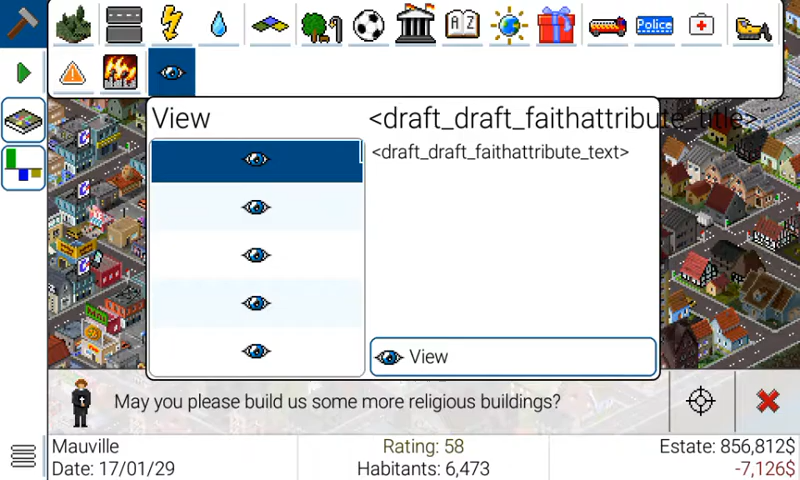 Police
A Z
View
<draft_draft_faithattribute_title>
<draft_draft_faithattribute_text>
View
May you please build us some more religious buildings?
Mauville
Rating: 58
Estate: 856,812$
Date: 17/01/29
Habitants: 6,473
-7,126$